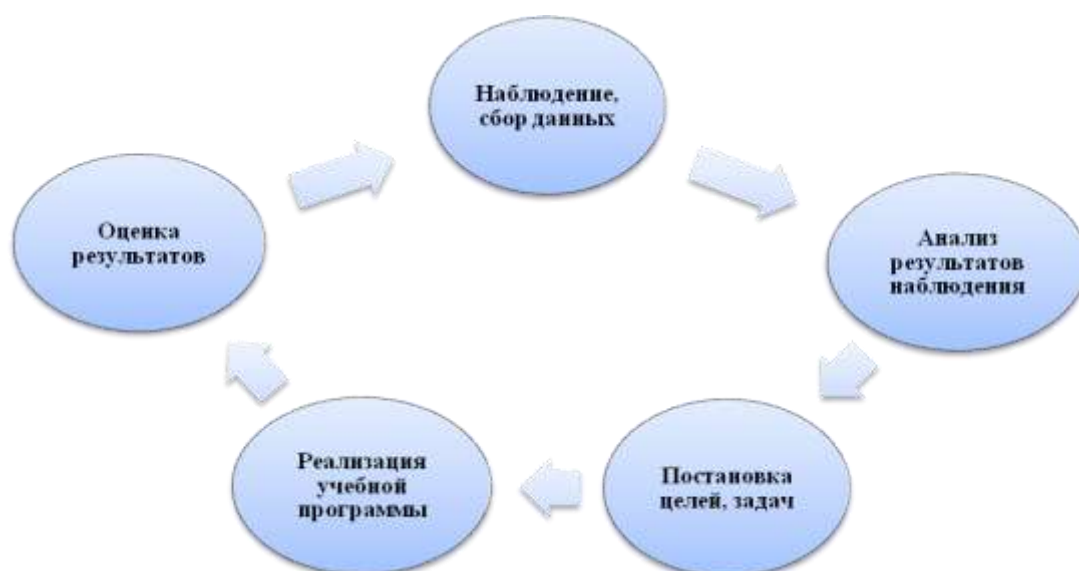 Наблюдение,
сбор данных
Анализ
результатов
наблюдения
Постановка
целей, задач
Реализация
учебной
программы
Оценка
результатов